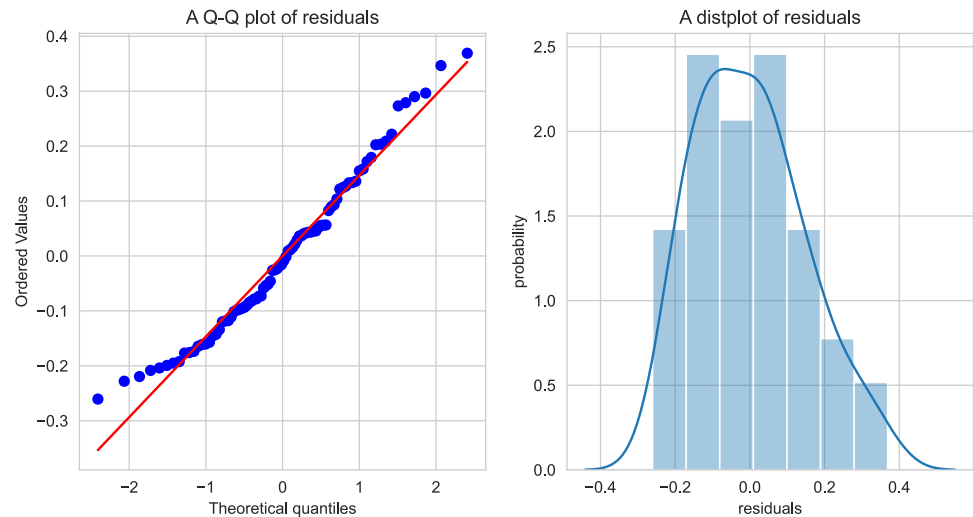 A Q-Q plot of residuals
0.4
0.3
0.2
0.1
0.0
−0.1
−0.2
−0.3
Ordered Values
−2 −1 0 1 2
Theoretical quantiles
A distplot of residuals
2.5
2.0
1.5
1.0
0.5
0.0
probability
−0.4 −0.2 0.0 0.2 0.4
residuals